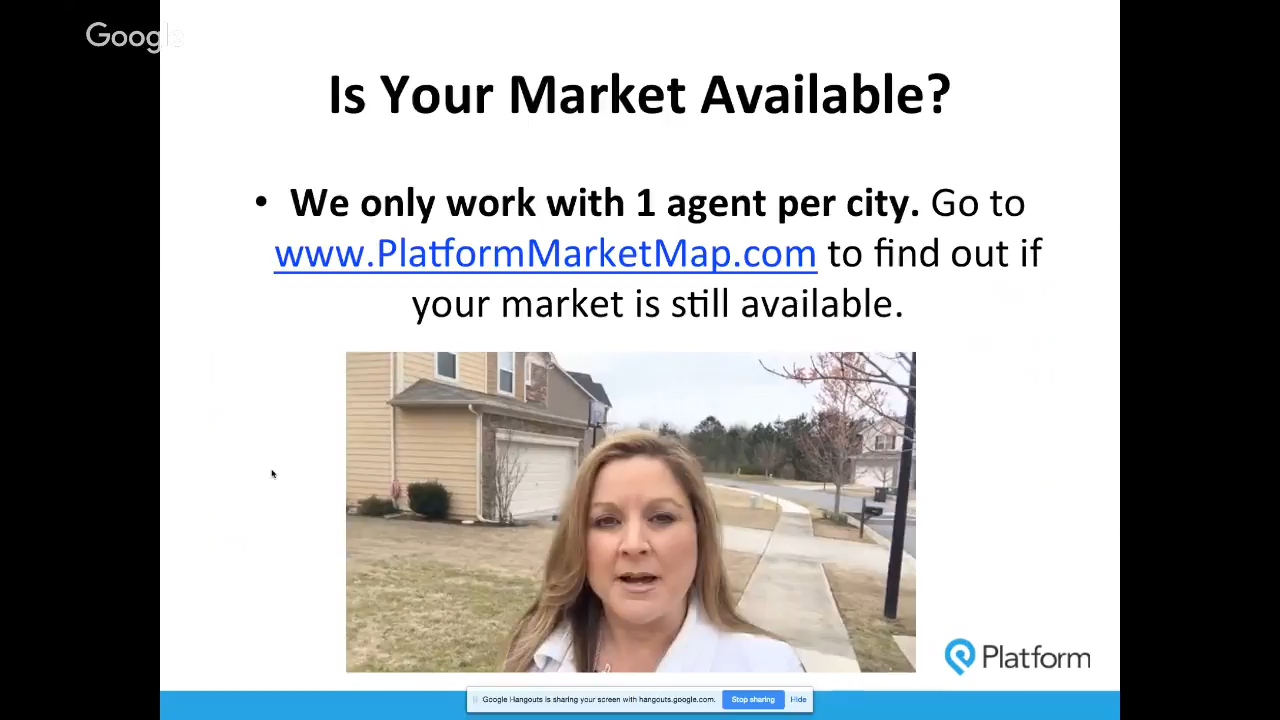 Google
Is Your Market Available?
• We only work with 1 agent per city. Go to
www.PlatformMarketMap.com to find out if
your market is still available.
Platform
Google Hangouts is sharing your screen with hangouts.google.com. Stop sharing Hide